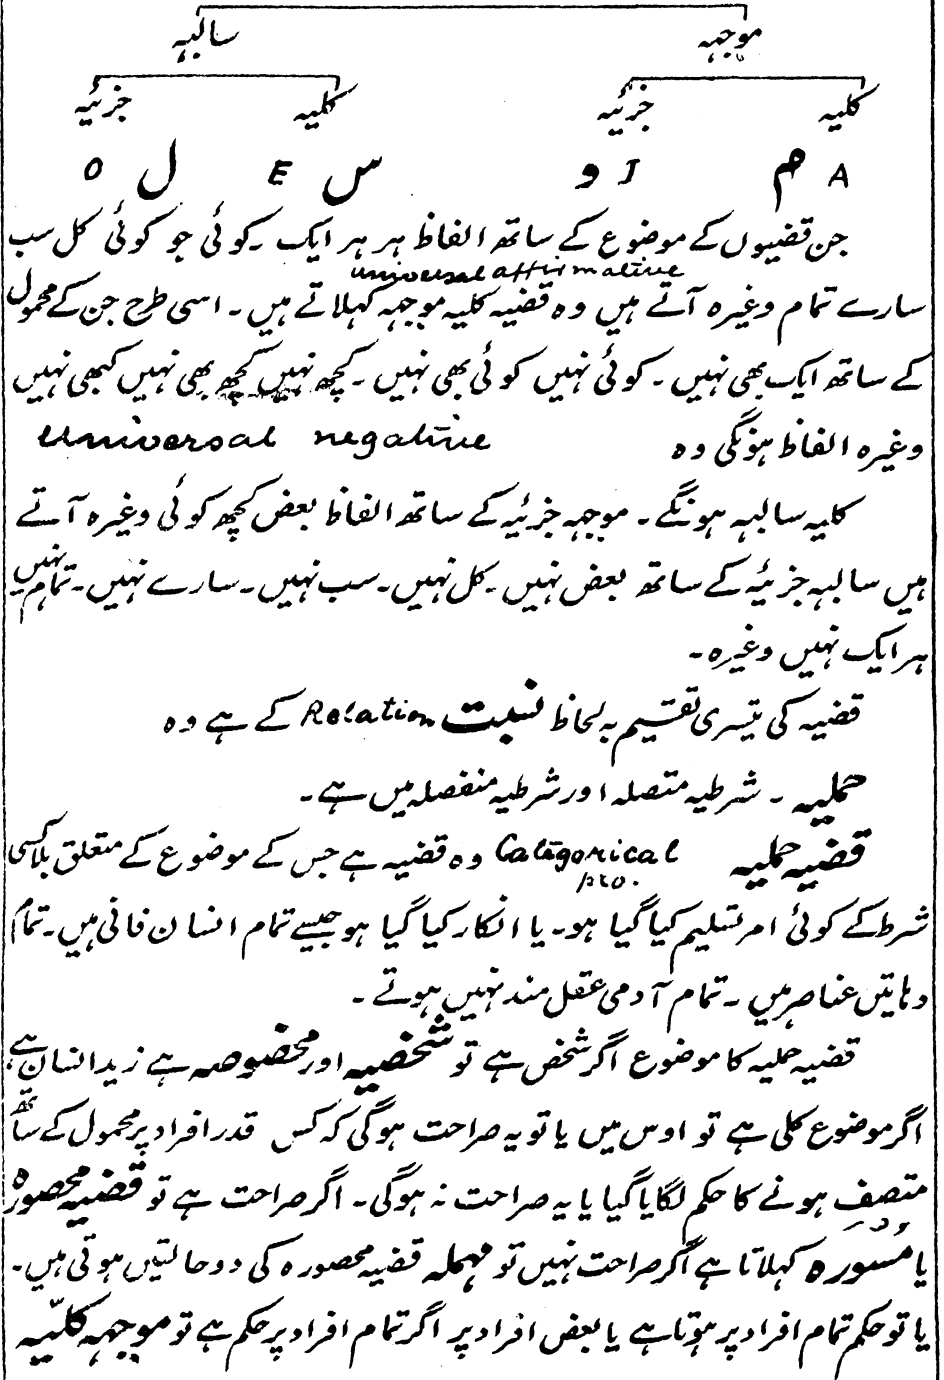 موجبہ سالبہ
کلیہ جزئیہ کلیہ جزئیہ
A م I و س E ل O
جن قضیوں کے موضوع کے ساتھ الفاظ ہر ہر ایک ۔ کوئی جو کوئی کل سب
universal affirmative
سارے تمام وغیرہ آتے ہیں وہ قضیہ کلیہ موجبہ کہلاتے ہیں ۔ اسی طرح جن کے محمول
کے ساتھ ایک بھی نہیں ۔ کوئی نہیں کوئی بھی نہیں ۔ کچھ نہیں کچھ بھی نہیں کبھی نہیں
وغیرہ الفاظ ہونگی وہ universal negative
کلیہ سالبہ ہونگے ۔ موجبہ جزئیہ کے ساتھ الفاظ بعض کچھ کوئی وغیرہ آتے
ہیں سالبہ جزئیہ کے ساتھ بعض نہیں ۔ کل نہیں ۔ سب نہیں ۔ سارے نہیں ۔ تمام نہیں
ہر ایک نہیں وغیرہ ۔
قضیہ کی تیسری تقسیم بہ لحاظ نسبت Relation کے ہے وہ
حملیہ ۔ شرطیہ متصلہ اور شرطیہ منفصلہ میں ہے ۔
قضیہ حملیہ Categorical وہ قضیہ ہے جس کے موضوع کے متعلق بلا کسی
pro.
شرط کے کوئی امر تسلیم کیا گیا ہو ۔ یا انکار کیا گیا ہو جیسے تمام انسان فانی ہیں ۔ تمام
دہاتیں عناصر ہیں ۔ تمام آدمی عقل مند نہیں ہوتے ۔
قضیہ حملیہ کا موضوع اگر شخص ہے تو شخصیہ اور مخصوصہ ہے زید انسان ہے ،
اگر موضوع کلی ہے تو اوس میں یا تو یہ صراحت ہوگی کہ کس قدر افراد پر محمول کے ساتھ
متصف ہونے کا حکم لگایا گیا یا یہ صراحت نہ ہوگی ۔ اگر صراحت ہے تو قضیہ محصورہ
یا مُسَوّرہ کہلاتا ہے اگر صراحت نہیں تو مہملہ قضیہ محصورہ کی دو حالتیں ہوتی ہیں ۔
یا تو حکم تمام افراد پر ہوتا ہے یا بعض افراد پر اگر تمام افراد پر حکم ہے تو موجبہ کلیّہ